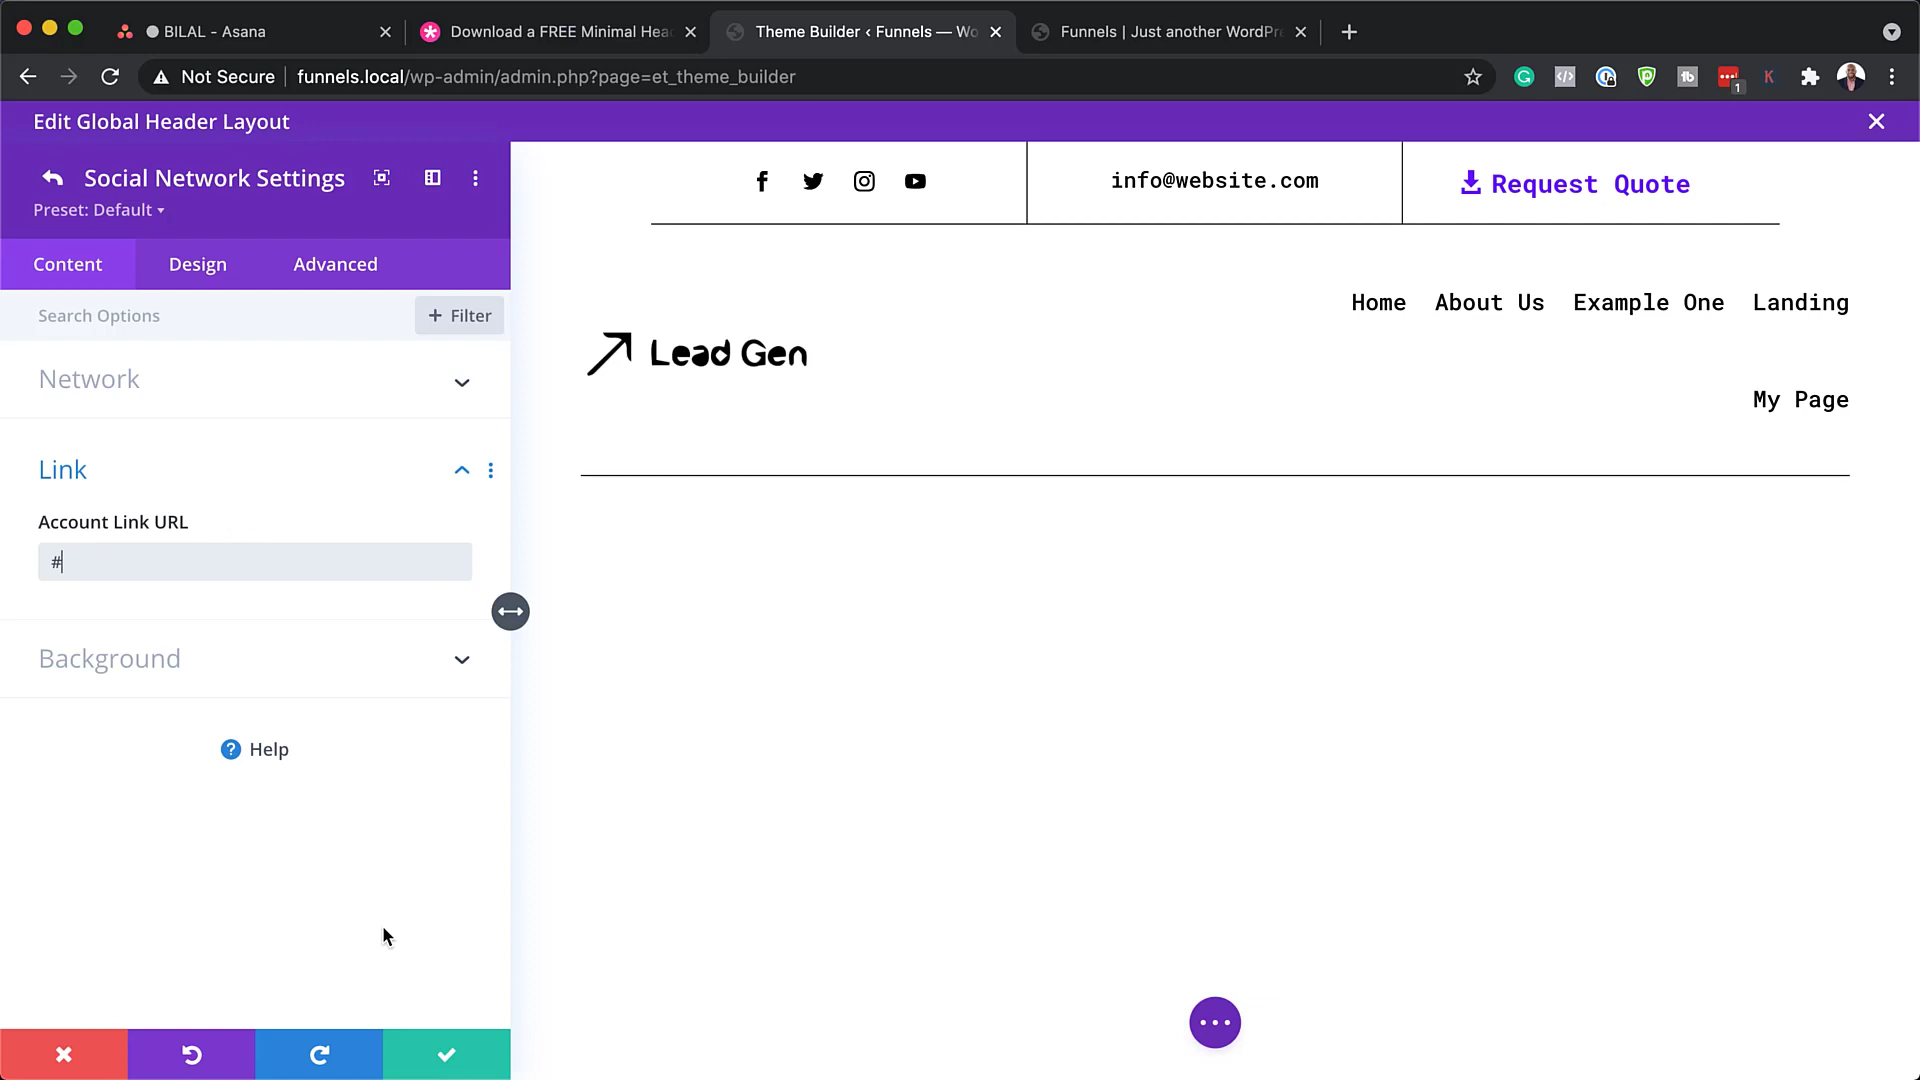 BILAL - Asana
Download a FREE Minimal Hea
Theme Builder ‹ Funnels — Wo
Funnels | Just another WordPre
Not Secure
funnels.local/wp-admin/admin.php?page=et_theme_builder
1
K
Edit Global Header Layout
Social Network Settings
Preset: Default
Content
Design
Advanced
Search Options
+ Filter
Network
Link
Account Link URL
#
Background
? Help
info@website.com
Request Quote
Lead Gen
Home
About Us
Example One
Landing
My Page